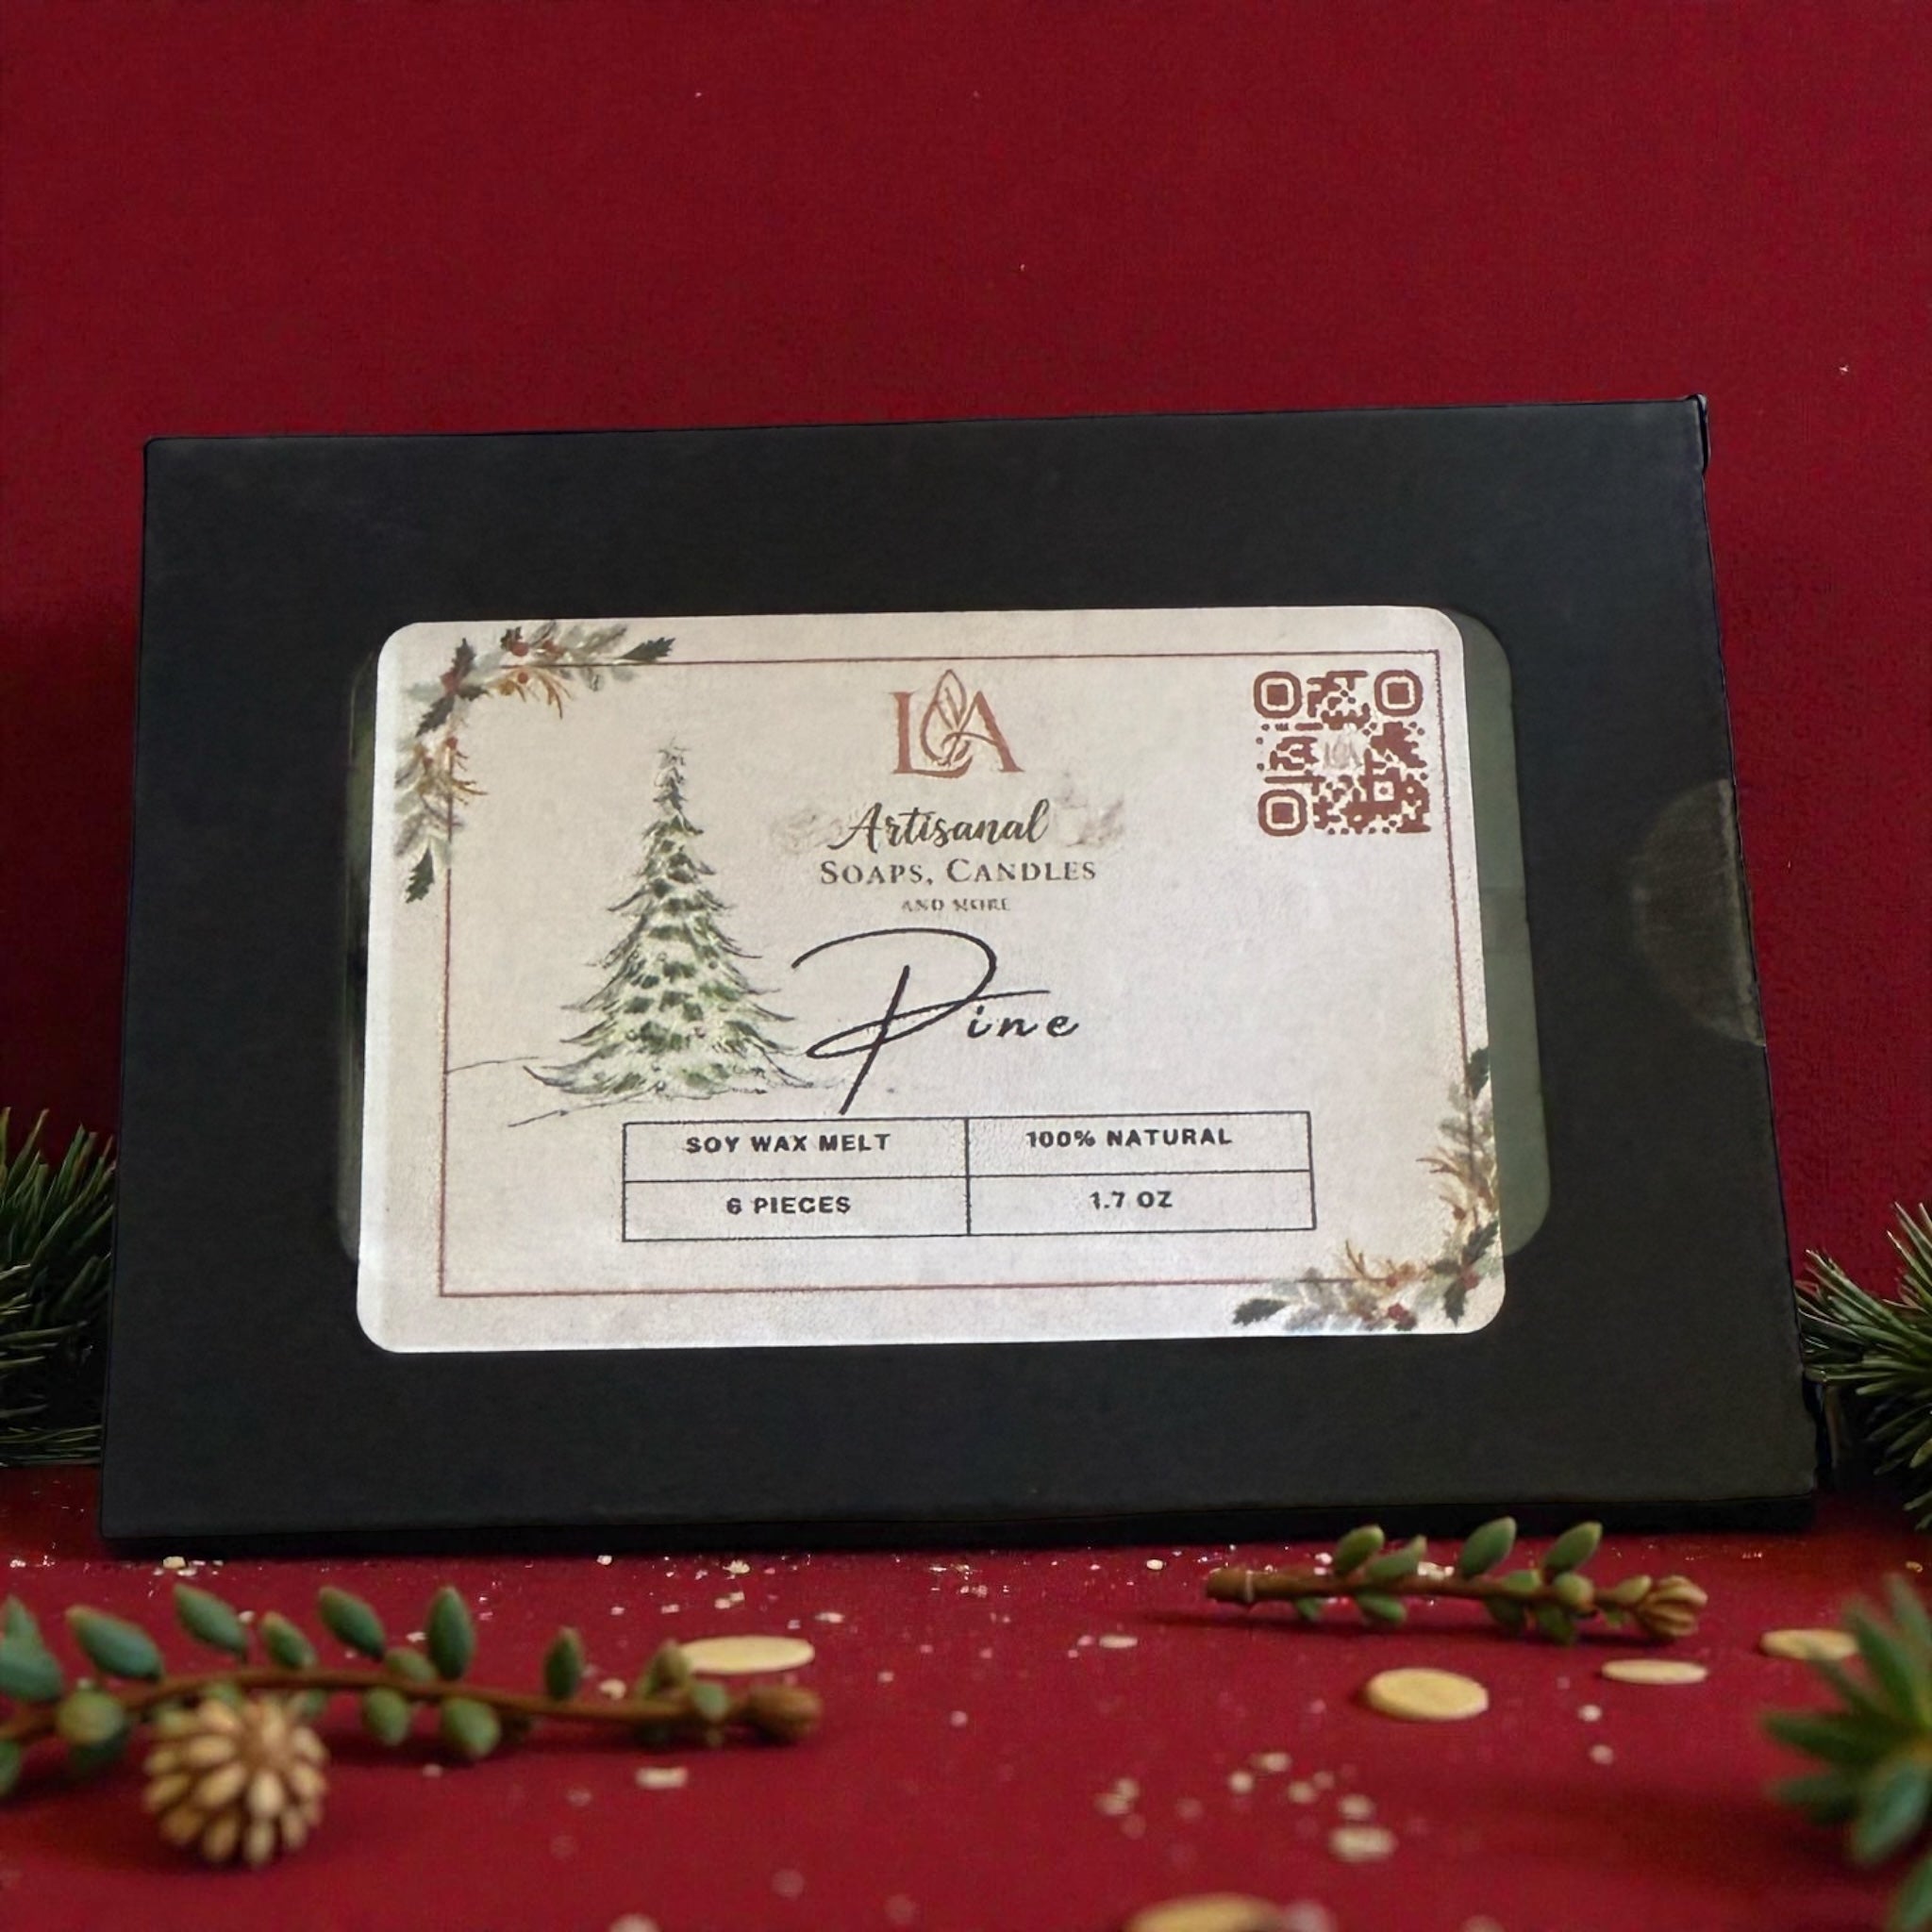 LA
Artisanal
SOAPS, CANDLES
AND MORE
Pine
SOY WAX MELT
100% NATURAL
6 PIECES
1.7 OZ